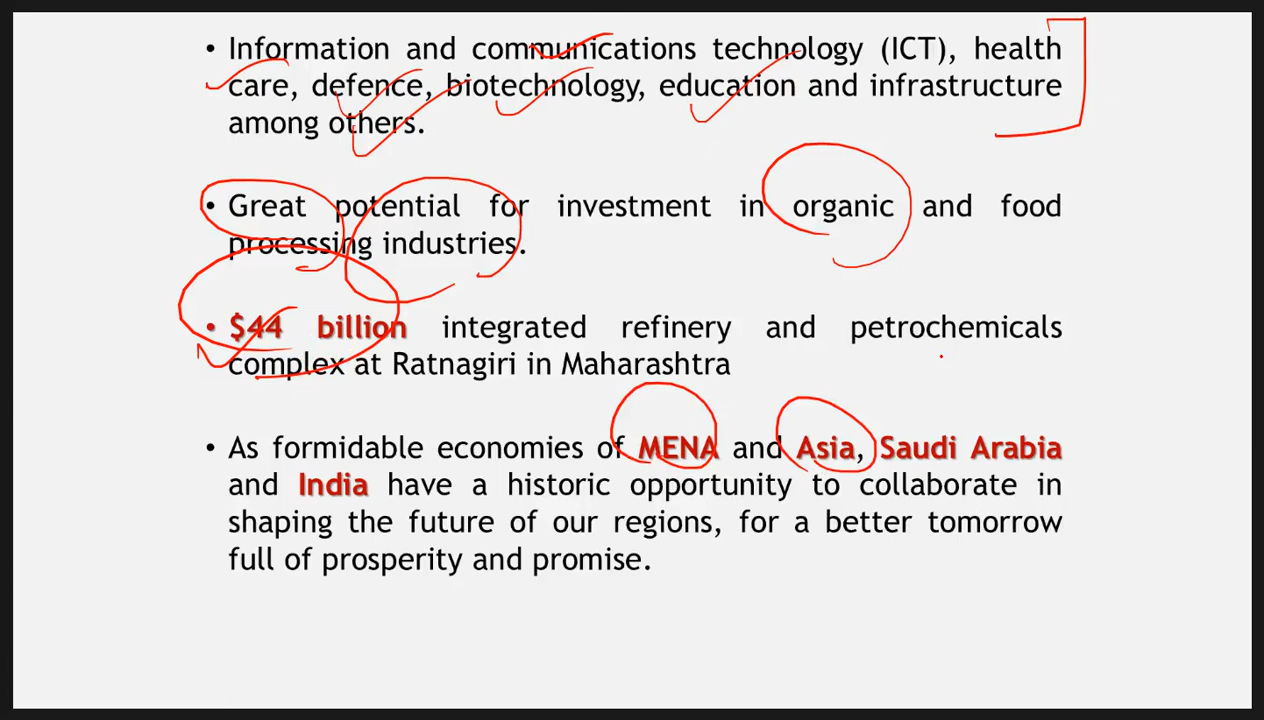 • Information and communications technology (ICT), health
care, defence, biotechnology, education and infrastructure
among others.
• Great potential for investment in organic and food
processing industries.
• $44 billion integrated refinery and petrochemicals
complex at Ratnagiri in Maharashtra
• As formidable economies of MENA and Asia, Saudi Arabia
and India have a historic opportunity to collaborate in
shaping the future of our regions, for a better tomorrow
full of prosperity and promise.